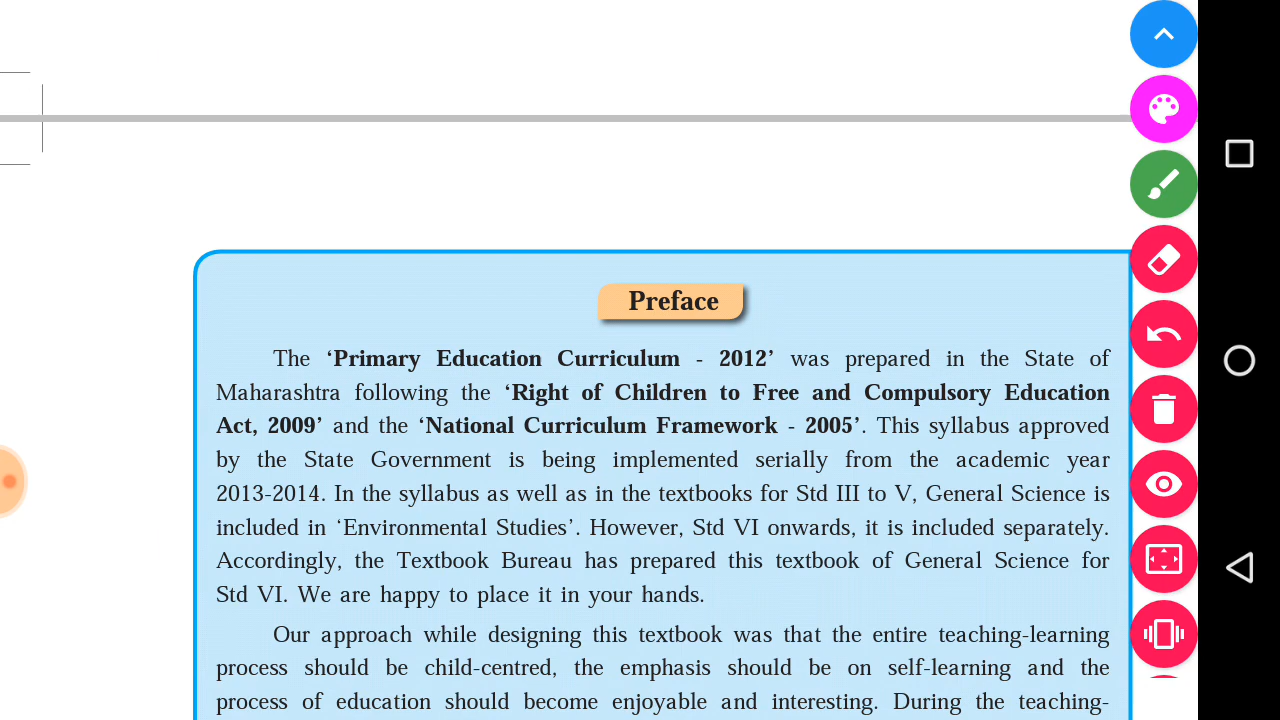 Preface
The ‘Primary Education Curriculum - 2012’ was prepared in the State of
Maharashtra following the ‘Right of Children to Free and Compulsory Education
Act, 2009’ and the ‘National Curriculum Framework - 2005’. This syllabus approved
by the State Government is being implemented serially from the academic year
2013-2014. In the syllabus as well as in the textbooks for Std III to V, General Science is
included in ‘Environmental Studies’. However, Std VI onwards, it is included separately.
Accordingly, the Textbook Bureau has prepared this textbook of General Science for
Std VI. We are happy to place it in your hands.
Our approach while designing this textbook was that the entire teaching-learning
process should be child-centred, the emphasis should be on self-learning and the
process of education should become enjoyable and interesting. During the teaching-